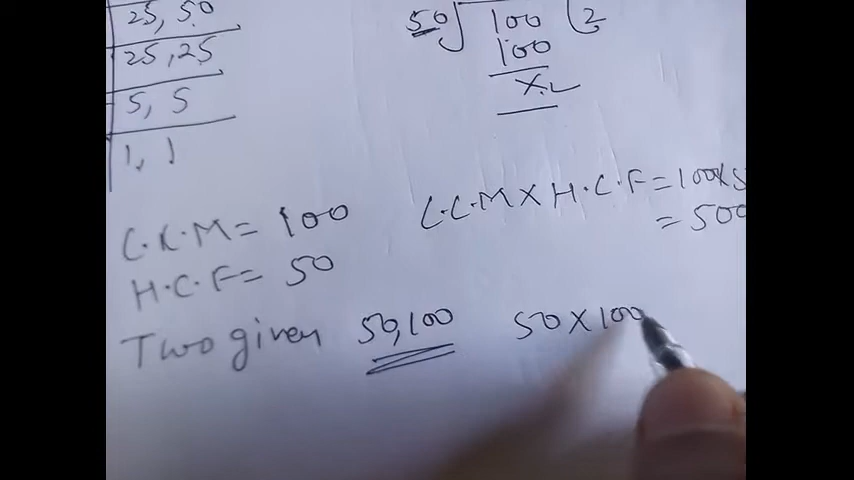 25, 50
25, 25
5, 5
1, 1
50 100 2
100
L.C.M = 100
H.C.F = 50
L.C.M X H.C.F = 100X5
= 500
Two given 50,100
50 X 100